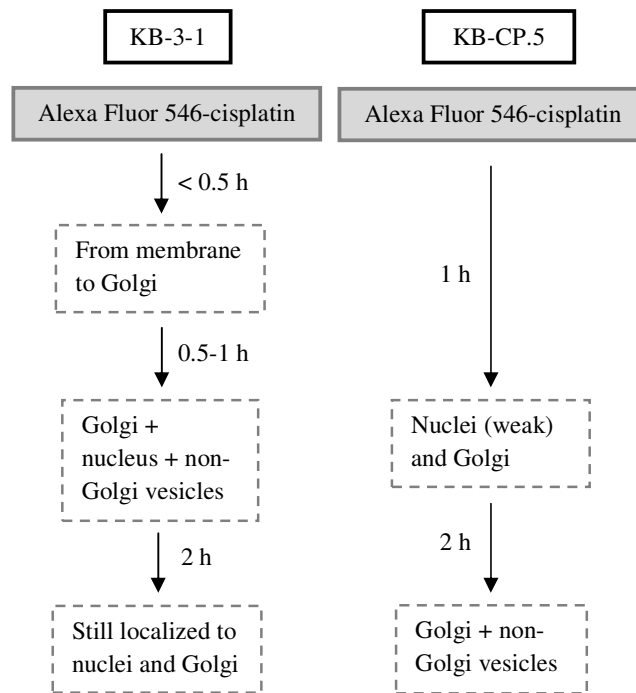 KB-3-1
Alexa Fluor 546-cisplatin
< 0.5 h
From membrane
to Golgi
0.5-1 h
Golgi +
nucleus + non-
Golgi vesicles
2 h
Still localized to
nuclei and Golgi
KB-CP.5
Alexa Fluor 546-cisplatin
1 h
Nuclei (weak)
and Golgi
2 h
Golgi + non-
Golgi vesicles